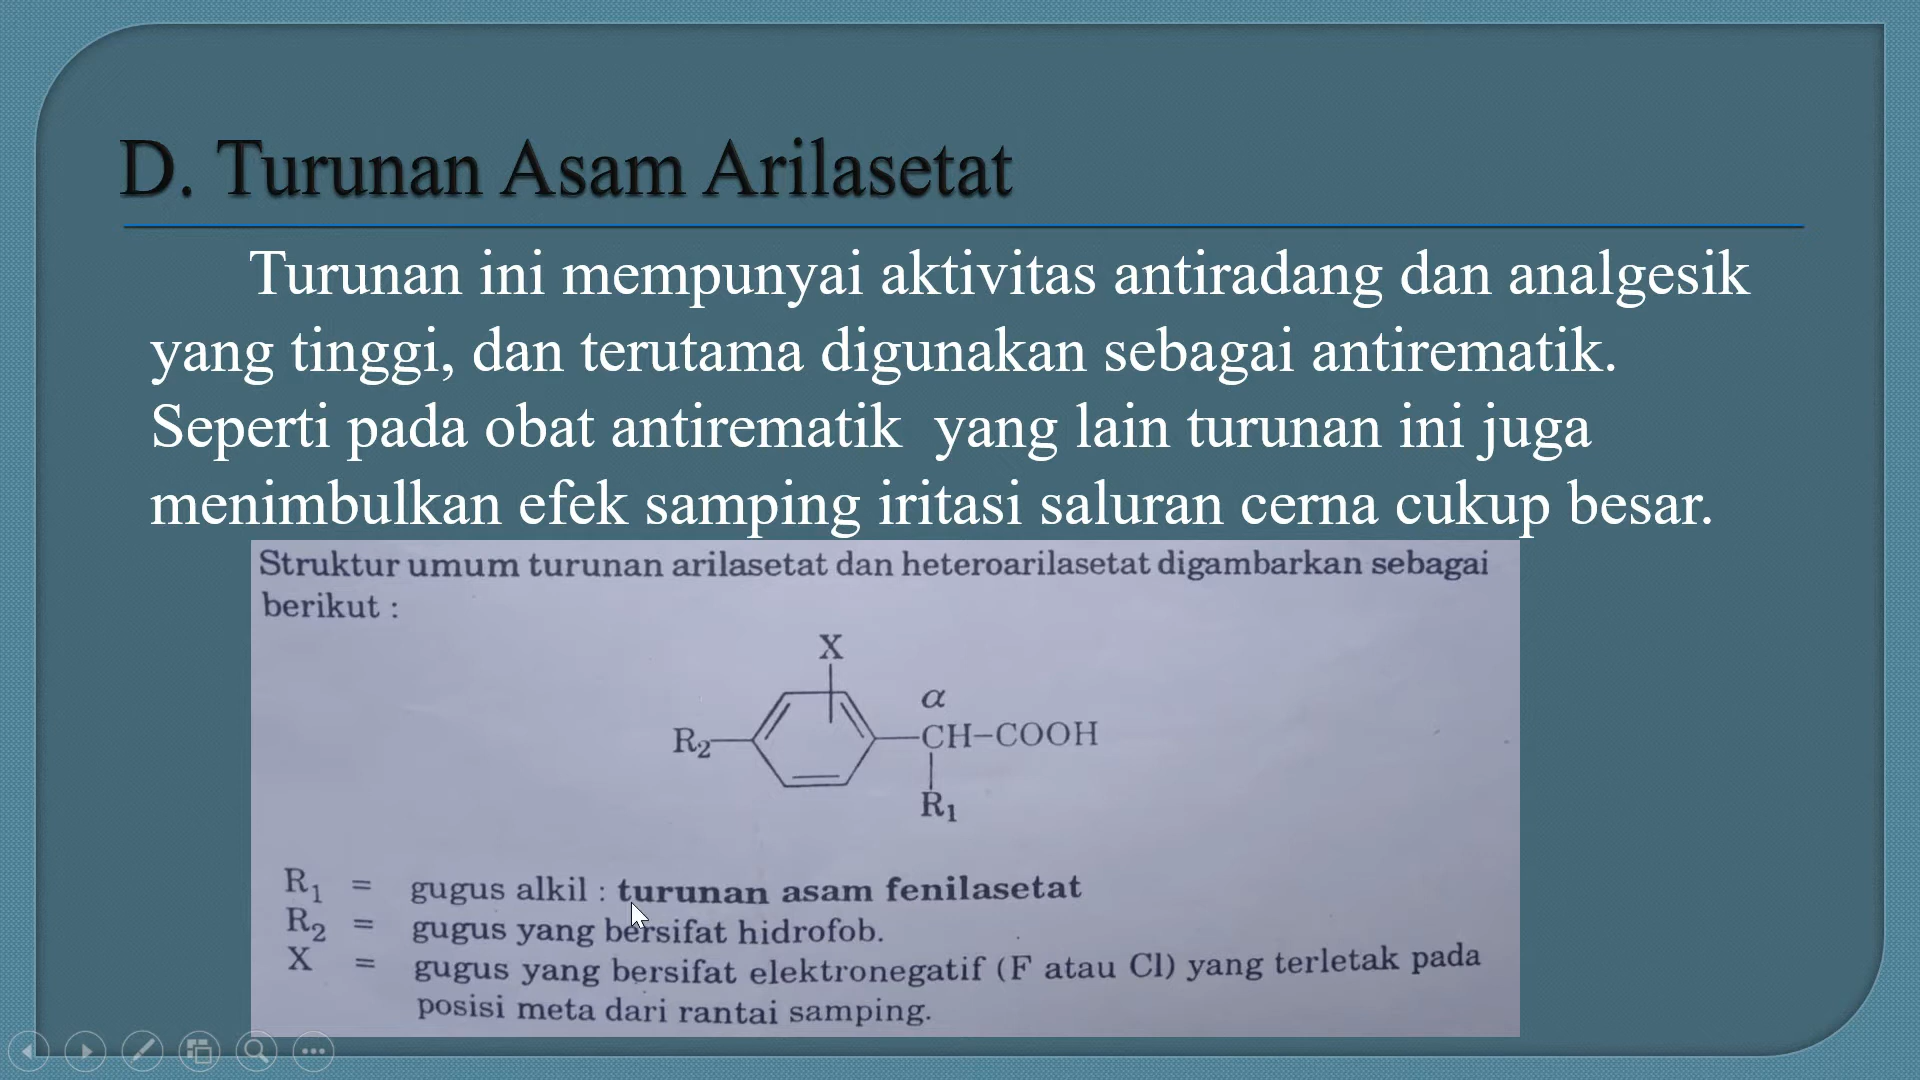 D. Turunan Asam Arilasetat
Turunan ini mempunyai aktivitas antiradang dan analgesik
yang tinggi, dan terutama digunakan sebagai antirematik.
Seperti pada obat antirematik  yang lain turunan ini juga
menimbulkan efek samping iritasi saluran cerna cukup besar.
Struktur umum turunan arilasetat dan heteroarilasetat digambarkan sebagai
berikut :
X
α
R₂
CH–COOH
R₁
R₁ = gugus alkil : turunan asam fenilasetat
R₂ = gugus yang bersifat hidrofob.
X = gugus yang bersifat elektronegatif (F atau Cl) yang terletak pada
posisi meta dari rantai samping.